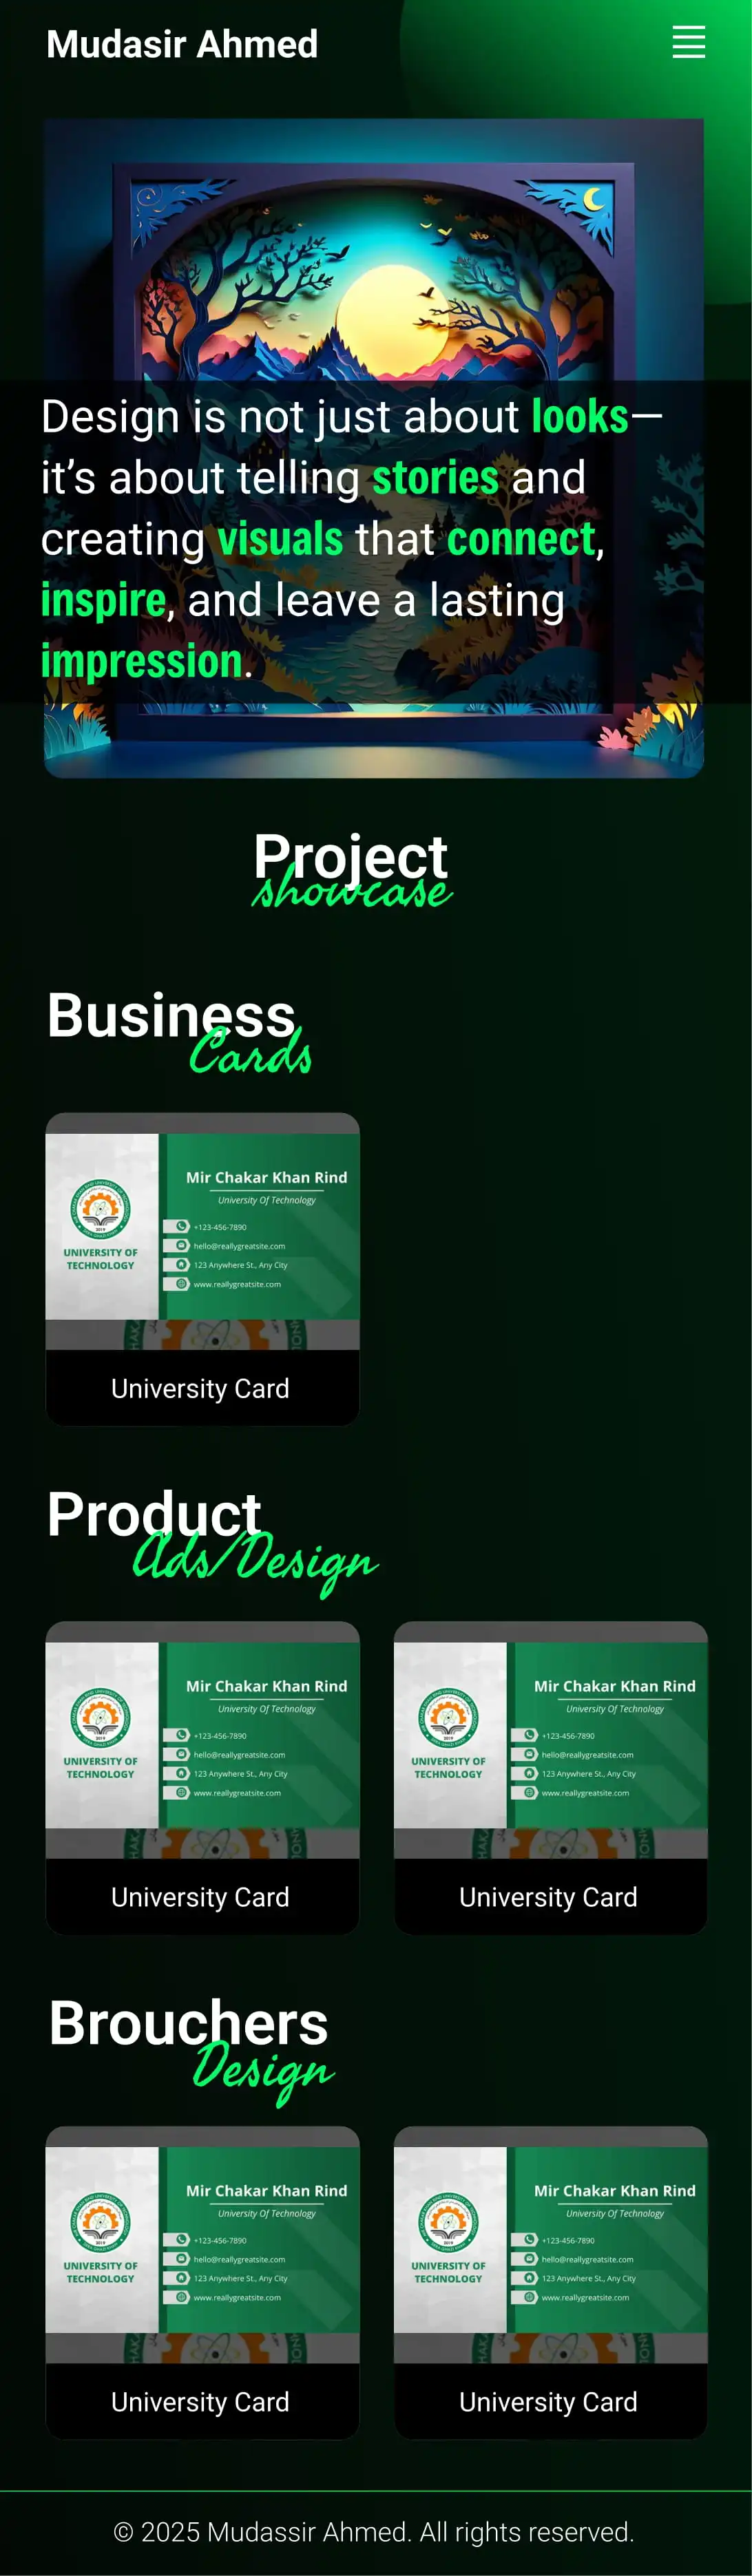 Mudasir Ahmed
Design is not just about looks—
it’s about telling stories and
creating visuals that connect,
inspire, and leave a lasting
impression.
Project
showcase
Business
Cards
Mir Chakar Khan Rind
University Of Technology
2019
UNIVERSITY OF
TECHNOLOGY
+123-456-7890
hello@reallygreatsite.com
123 Anywhere St., Any City
www.reallygreatsite.com
University Card
Product
Ads/Design
Mir Chakar Khan Rind
University Of Technology
2019
UNIVERSITY OF
TECHNOLOGY
+123-456-7890
hello@reallygreatsite.com
123 Anywhere St., Any City
www.reallygreatsite.com
University Card
Mir Chakar Khan Rind
University Of Technology
2019
UNIVERSITY OF
TECHNOLOGY
+123-456-7890
hello@reallygreatsite.com
123 Anywhere St., Any City
www.reallygreatsite.com
University Card
Brouchers
Design
Mir Chakar Khan Rind
University Of Technology
2019
UNIVERSITY OF
TECHNOLOGY
+123-456-7890
hello@reallygreatsite.com
123 Anywhere St., Any City
www.reallygreatsite.com
University Card
Mir Chakar Khan Rind
University Of Technology
2019
UNIVERSITY OF
TECHNOLOGY
+123-456-7890
hello@reallygreatsite.com
123 Anywhere St., Any City
www.reallygreatsite.com
University Card
© 2025 Mudassir Ahmed. All rights reserved.